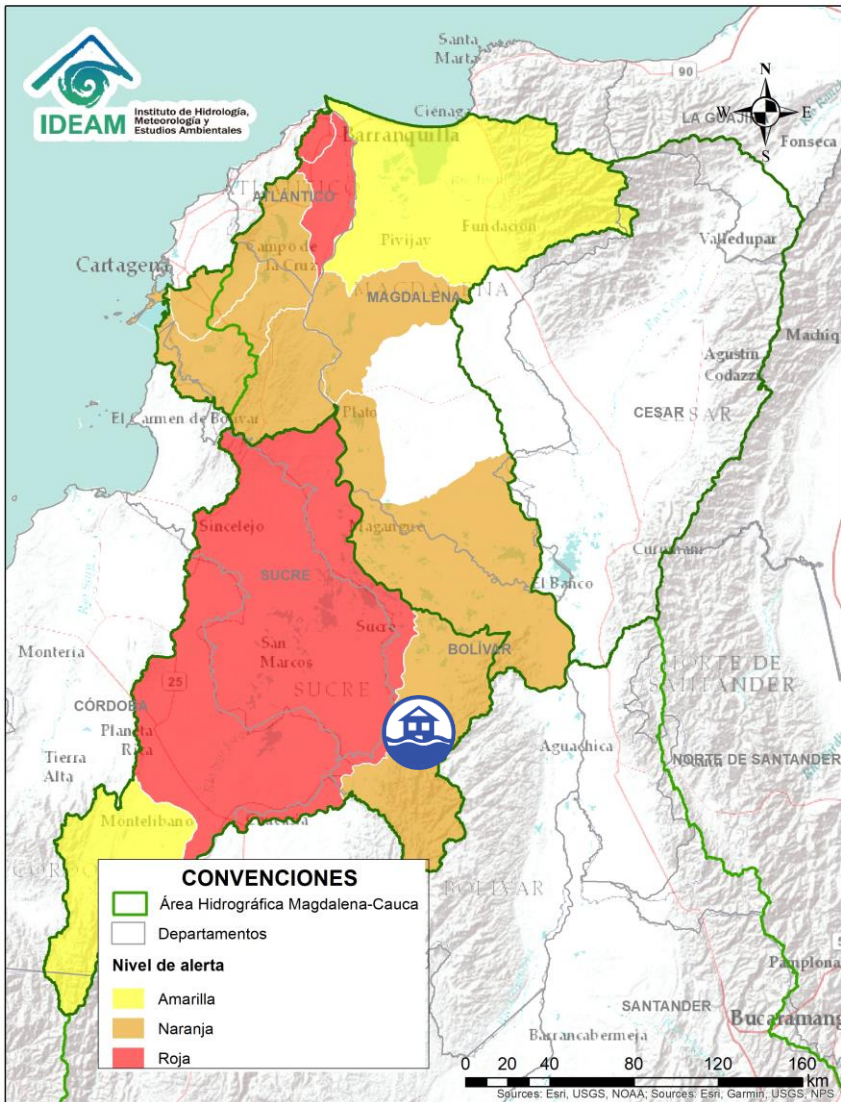 IDEAM
Instituto de Hidrología,
Meteorología y
Estudios Ambientales
Santa
Marta
90
N
W
E
S
LA GUAJIRA
Fonseca
Ciénaga
Barranquilla
ATLÁNTICO
Fundación
Pivijay
Valledupar
Campo de
la Cruz
Cartagena
MAGDALENA
MAGDALENA
Agustín
Codazzi
El Carmen de Bolívar
Plato
CESAR
CESAR
Sincelejo
Magangué
SUCRE
Curumaní
El Banco
Sucre
BOLÍVAR
Montería
San
Marcos
25
SUCRE
NORTE DE
SANTANDER
CÓRDOBA
Planeta
Rica
Aguachica
NORTE DE SANTANDER
Tierra
Alta
Montelíbano
Caucasia
BOLÍVAR
CONVENCIONES
Área Hidrográfica Magdalena-Cauca
Departamentos
Nivel de alerta
Amarilla
Naranja
Roja
Pamplona
SANTANDER
Bucaramang
Barrancabermeja
0 20 40 80 120 160
km
Sources: Esri, USGS, NOAA; Sources: Esri, Garmin, USGS, NPS